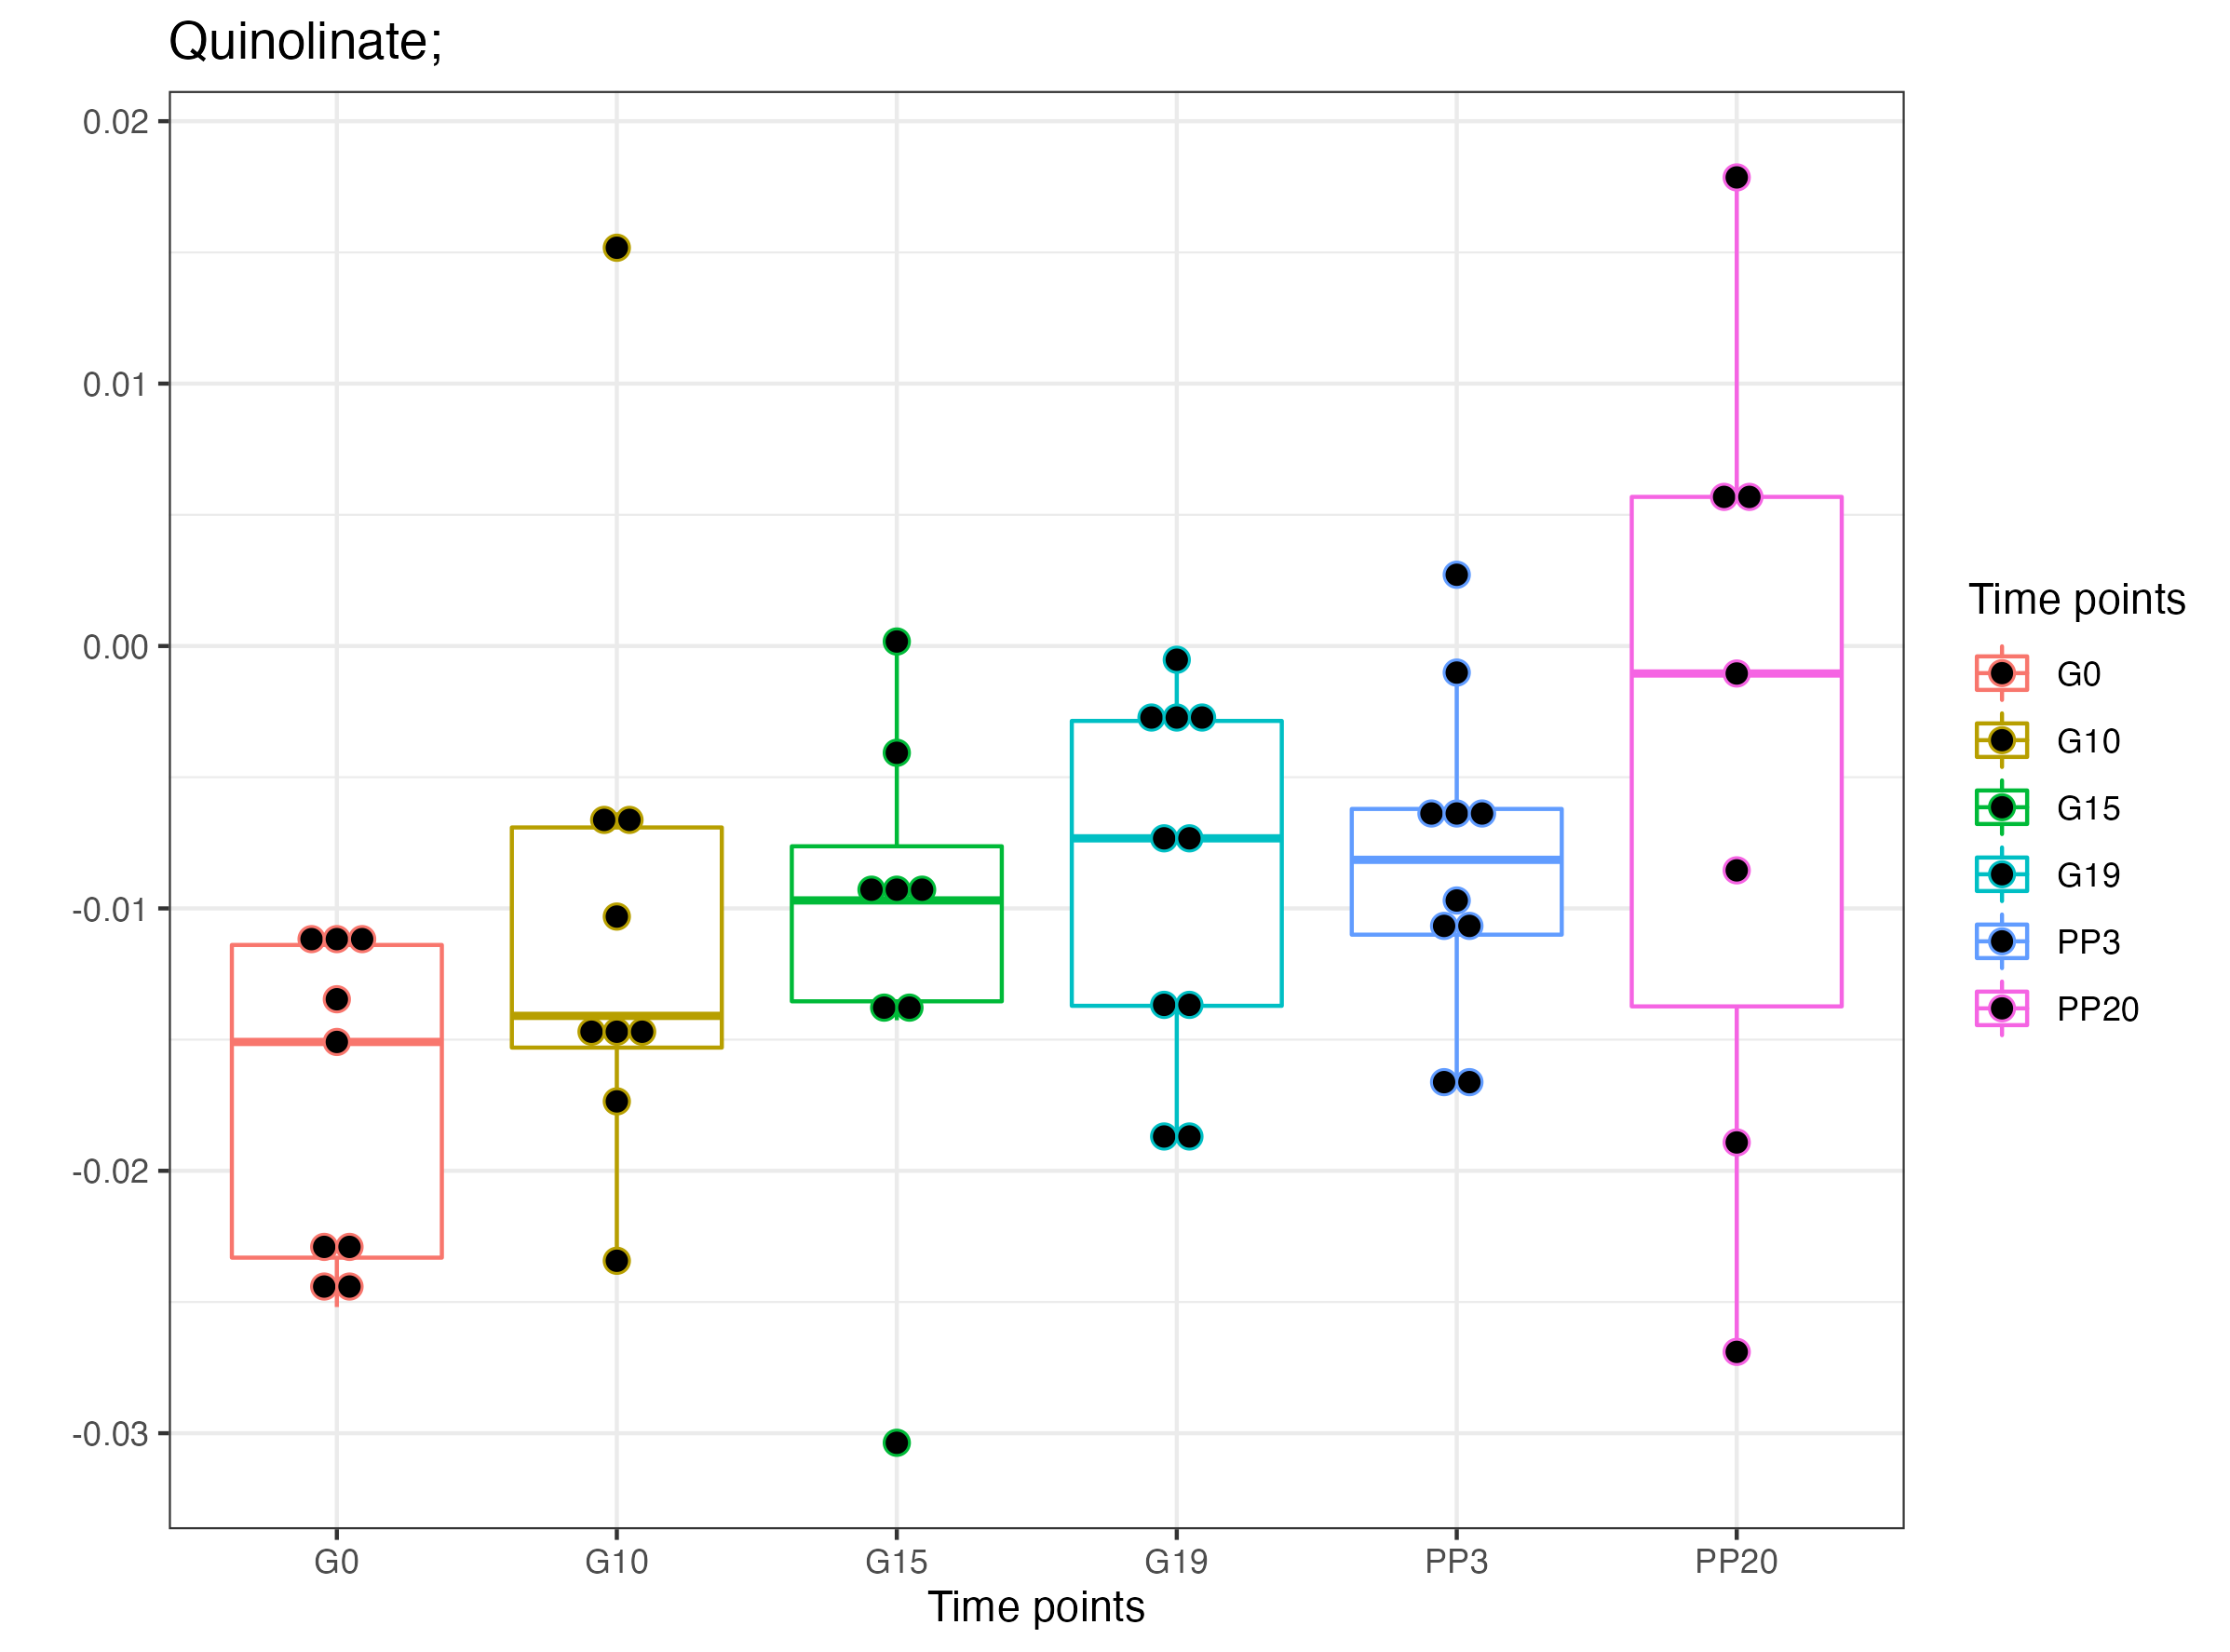 Quinolinate;
0.02
0.01
0.00
-0.01
-0.02
-0.03
G0 G10 G15 G19 PP3 PP20
Time points
Time points
G0
G10
G15
G19
PP3
PP20